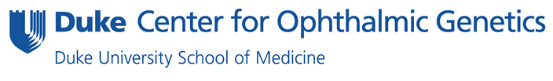 Duke Center for Ophthalmic Genetics
Duke University School of Medicine